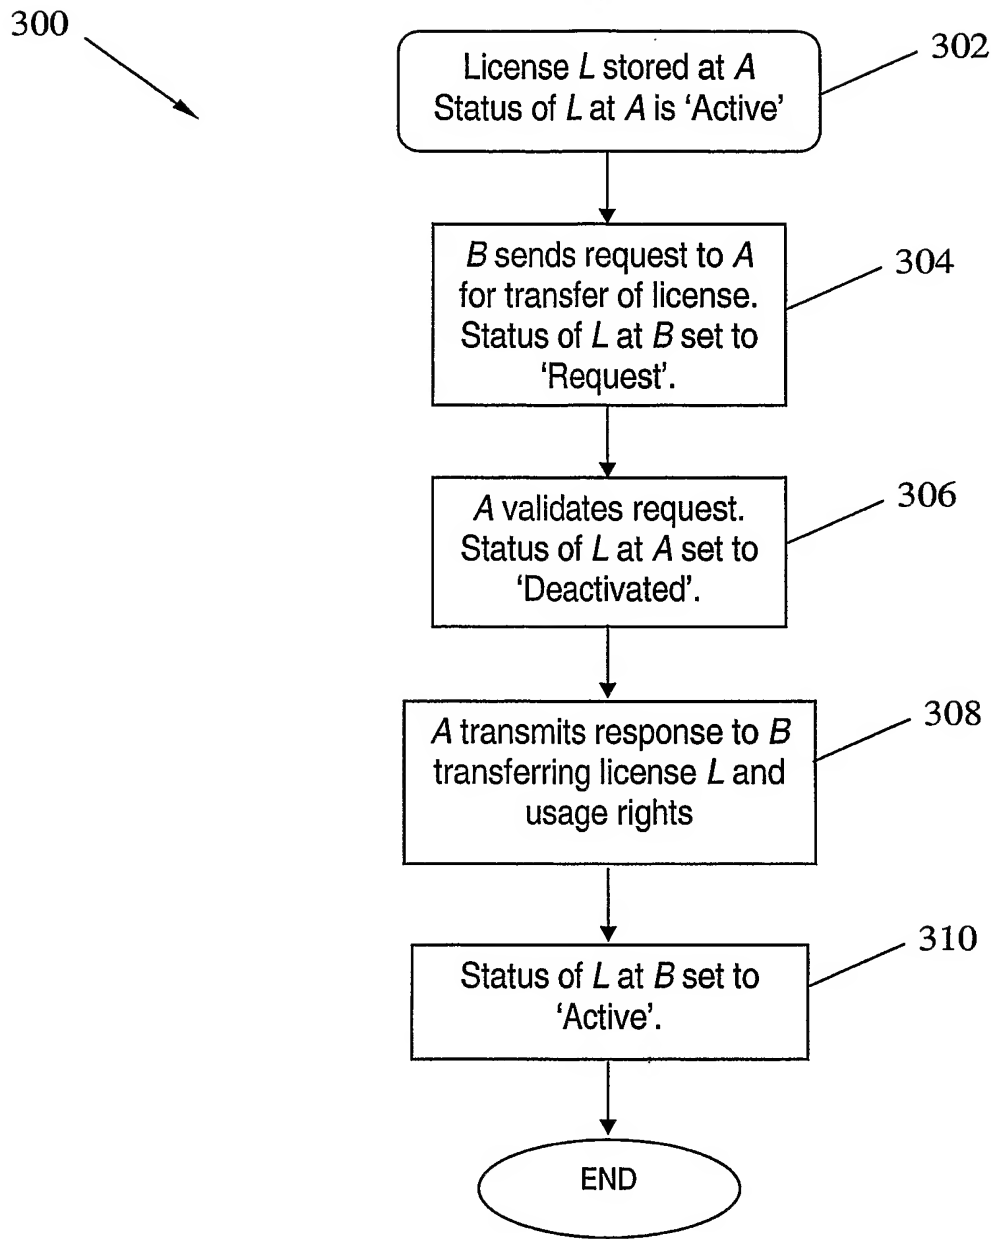 300
302
License L stored at A
Status of L at A is ‘Active’
304
B sends request to A
for transfer of license.
Status of L at B set to
‘Request’.
306
A validates request.
Status of L at A set to
‘Deactivated’.
308
A transmits response to B
transferring license L and
usage rights
310
Status of L at B set to
‘Active’.
END